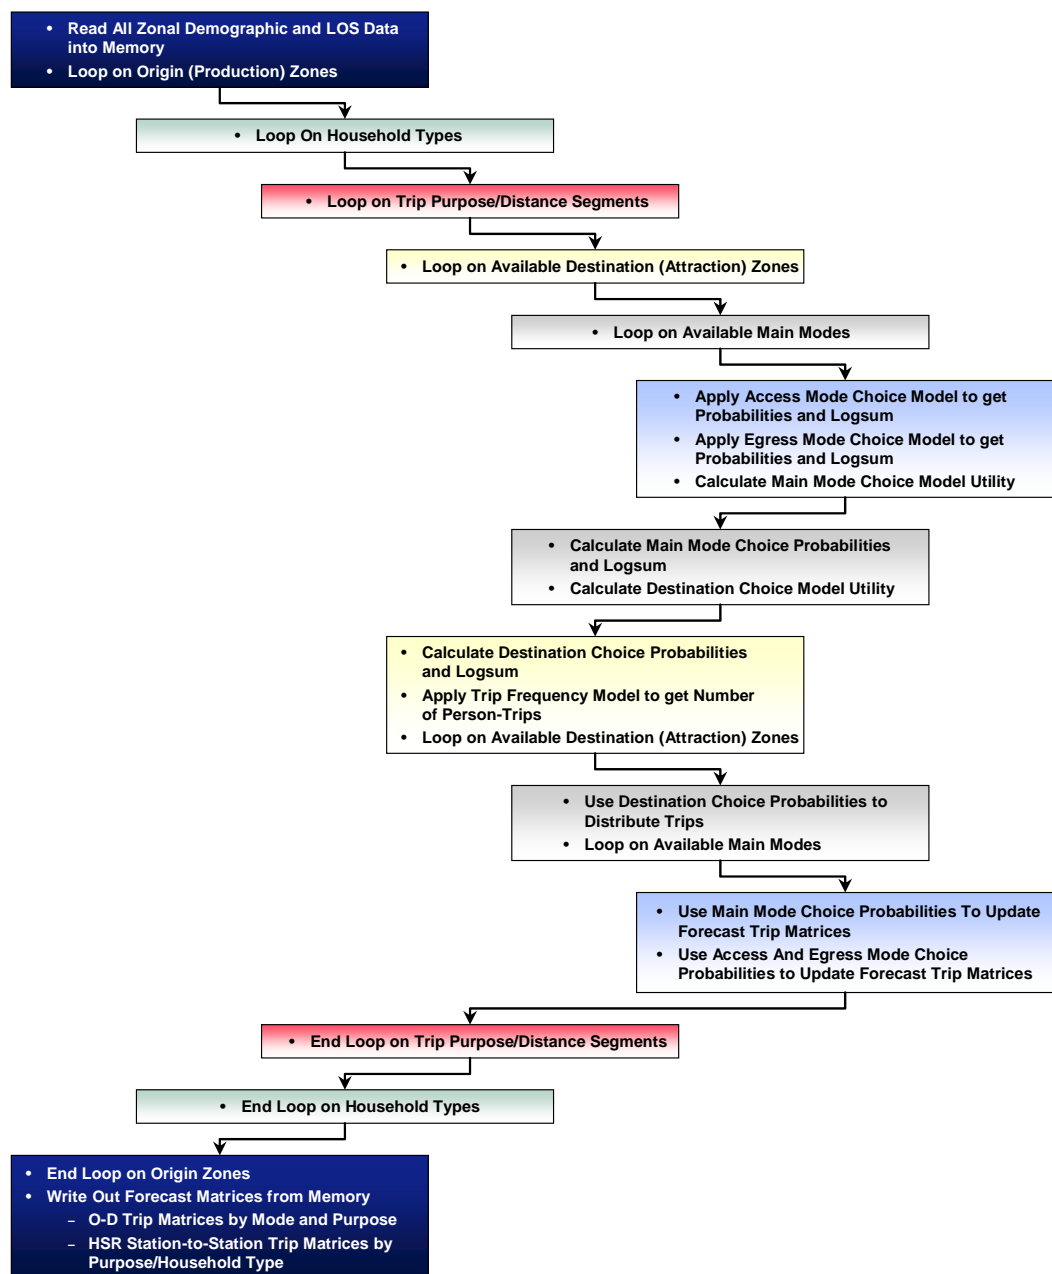 • Read All Zonal Demographic and LOS Data
into Memory
• Loop on Origin (Production) Zones
• Loop On Household Types
• Loop on Trip Purpose/Distance Segments
• Loop on Available Destination (Attraction) Zones
• Loop on Available Main Modes
• Apply Access Mode Choice Model to get
Probabilities and Logsum
• Apply Egress Mode Choice Model to get
Probabilities and Logsum
• Calculate Main Mode Choice Model Utility
• Calculate Main Mode Choice Probabilities
and Logsum
• Calculate Destination Choice Model Utility
• Calculate Destination Choice Probabilities
and Logsum
• Apply Trip Frequency Model to get Number
of Person-Trips
• Loop on Available Destination (Attraction) Zones
• Use Destination Choice Probabilities to
Distribute Trips
• Loop on Available Main Modes
• Use Main Mode Choice Probabilities To Update
Forecast Trip Matrices
• Use Access And Egress Mode Choice
Probabilities to Update Forecast Trip Matrices
• End Loop on Trip Purpose/Distance Segments
• End Loop on Household Types
• End Loop on Origin Zones
• Write Out Forecast Matrices from Memory
– O-D Trip Matrices by Mode and Purpose
– HSR Station-to-Station Trip Matrices by
Purpose/Household Type